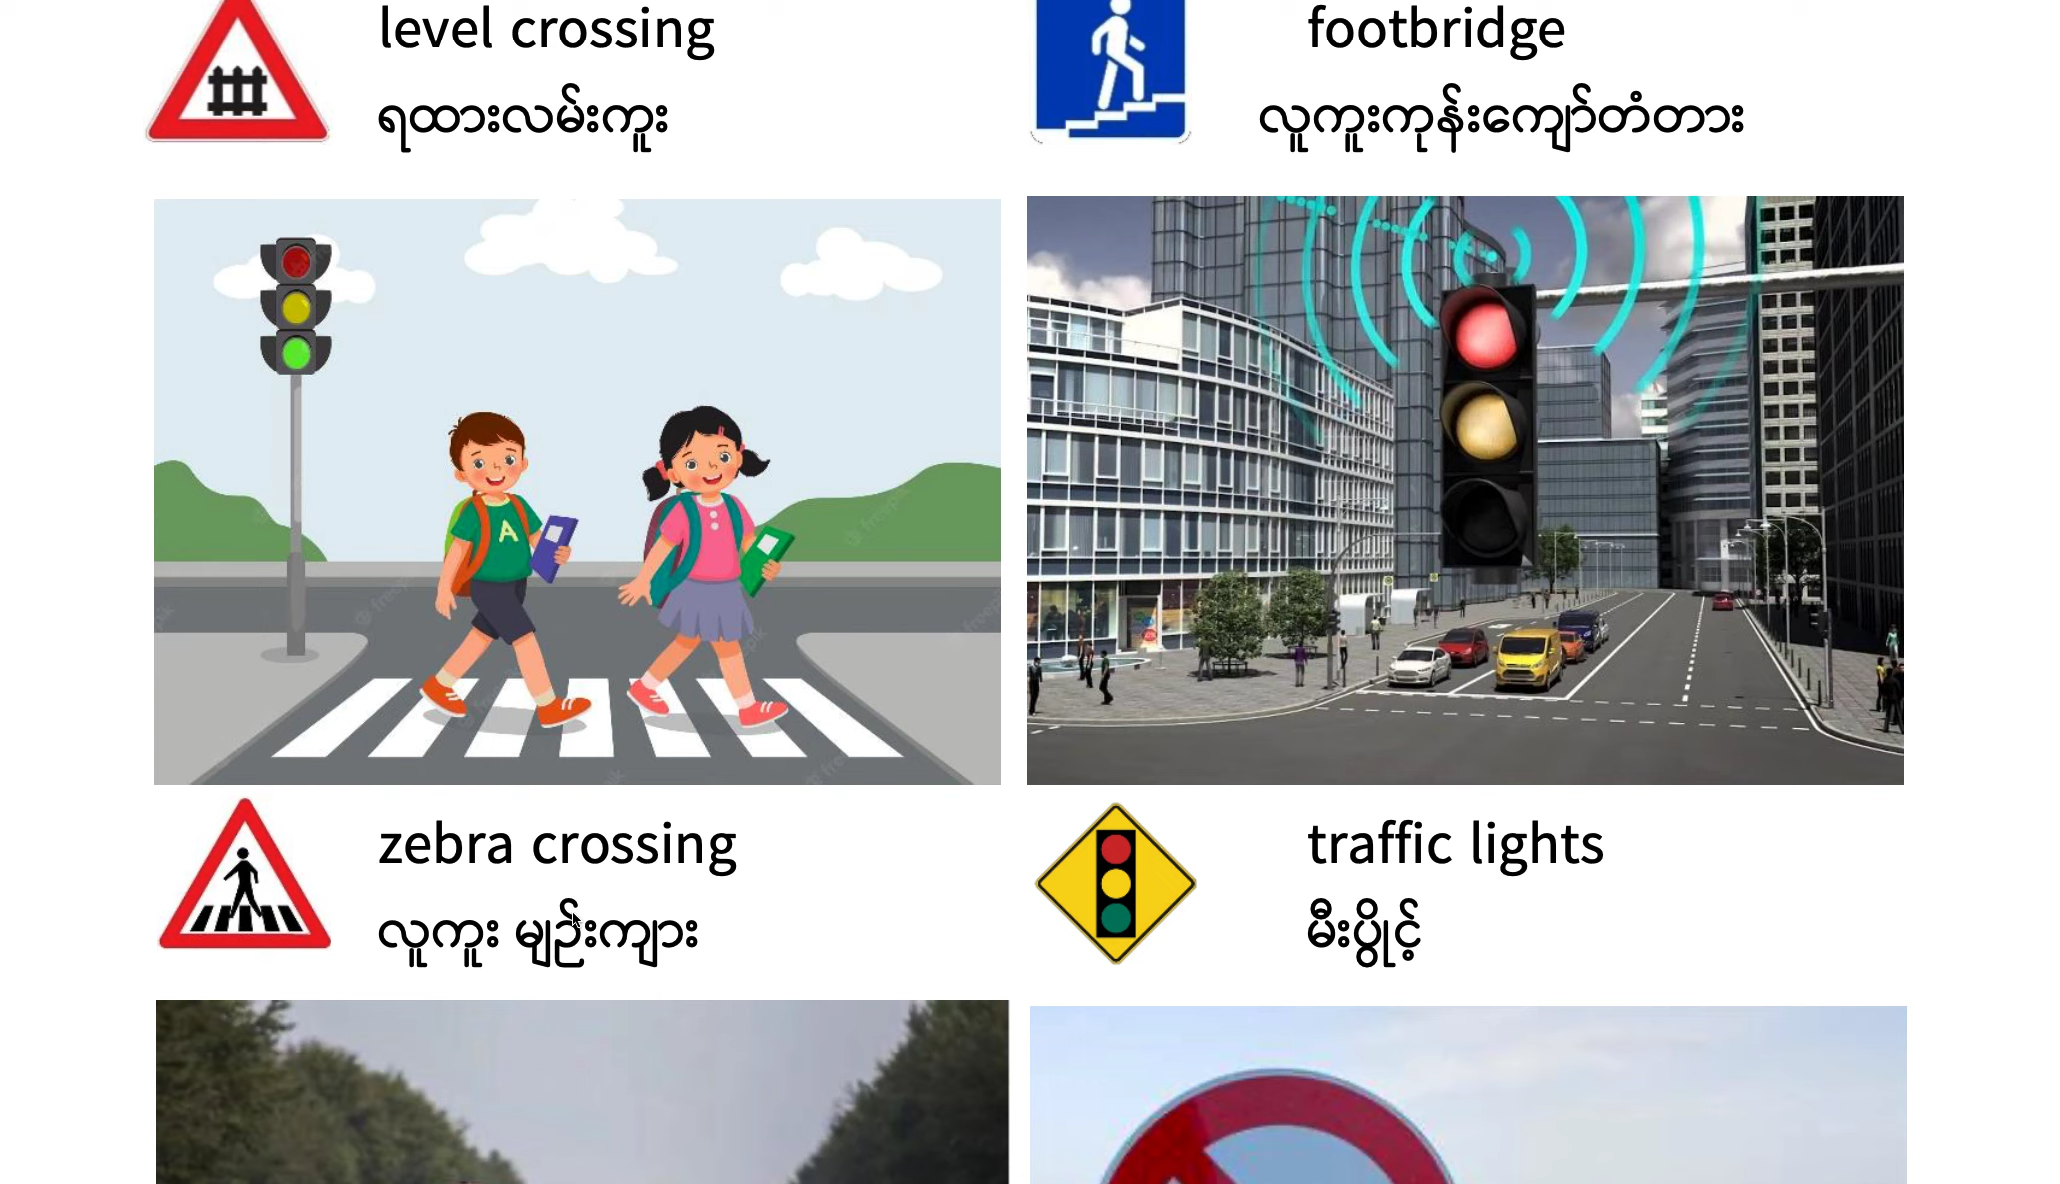 level crossing
ရထားလမ်းကူး
footbridge
လူကူးကုန်းကျော်တံတား
A
zebra crossing
လူကူး မျဉ်းကျား
traffic lights
မီးပွိုင့်